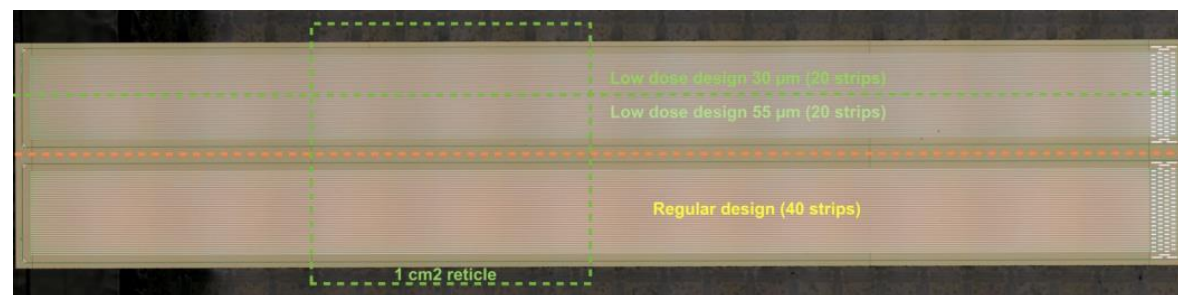 Low dose design 30 µm (20 strips)
Low dose design 55 µm (20 strips)
Regular design (40 strips)
1 cm2 reticle